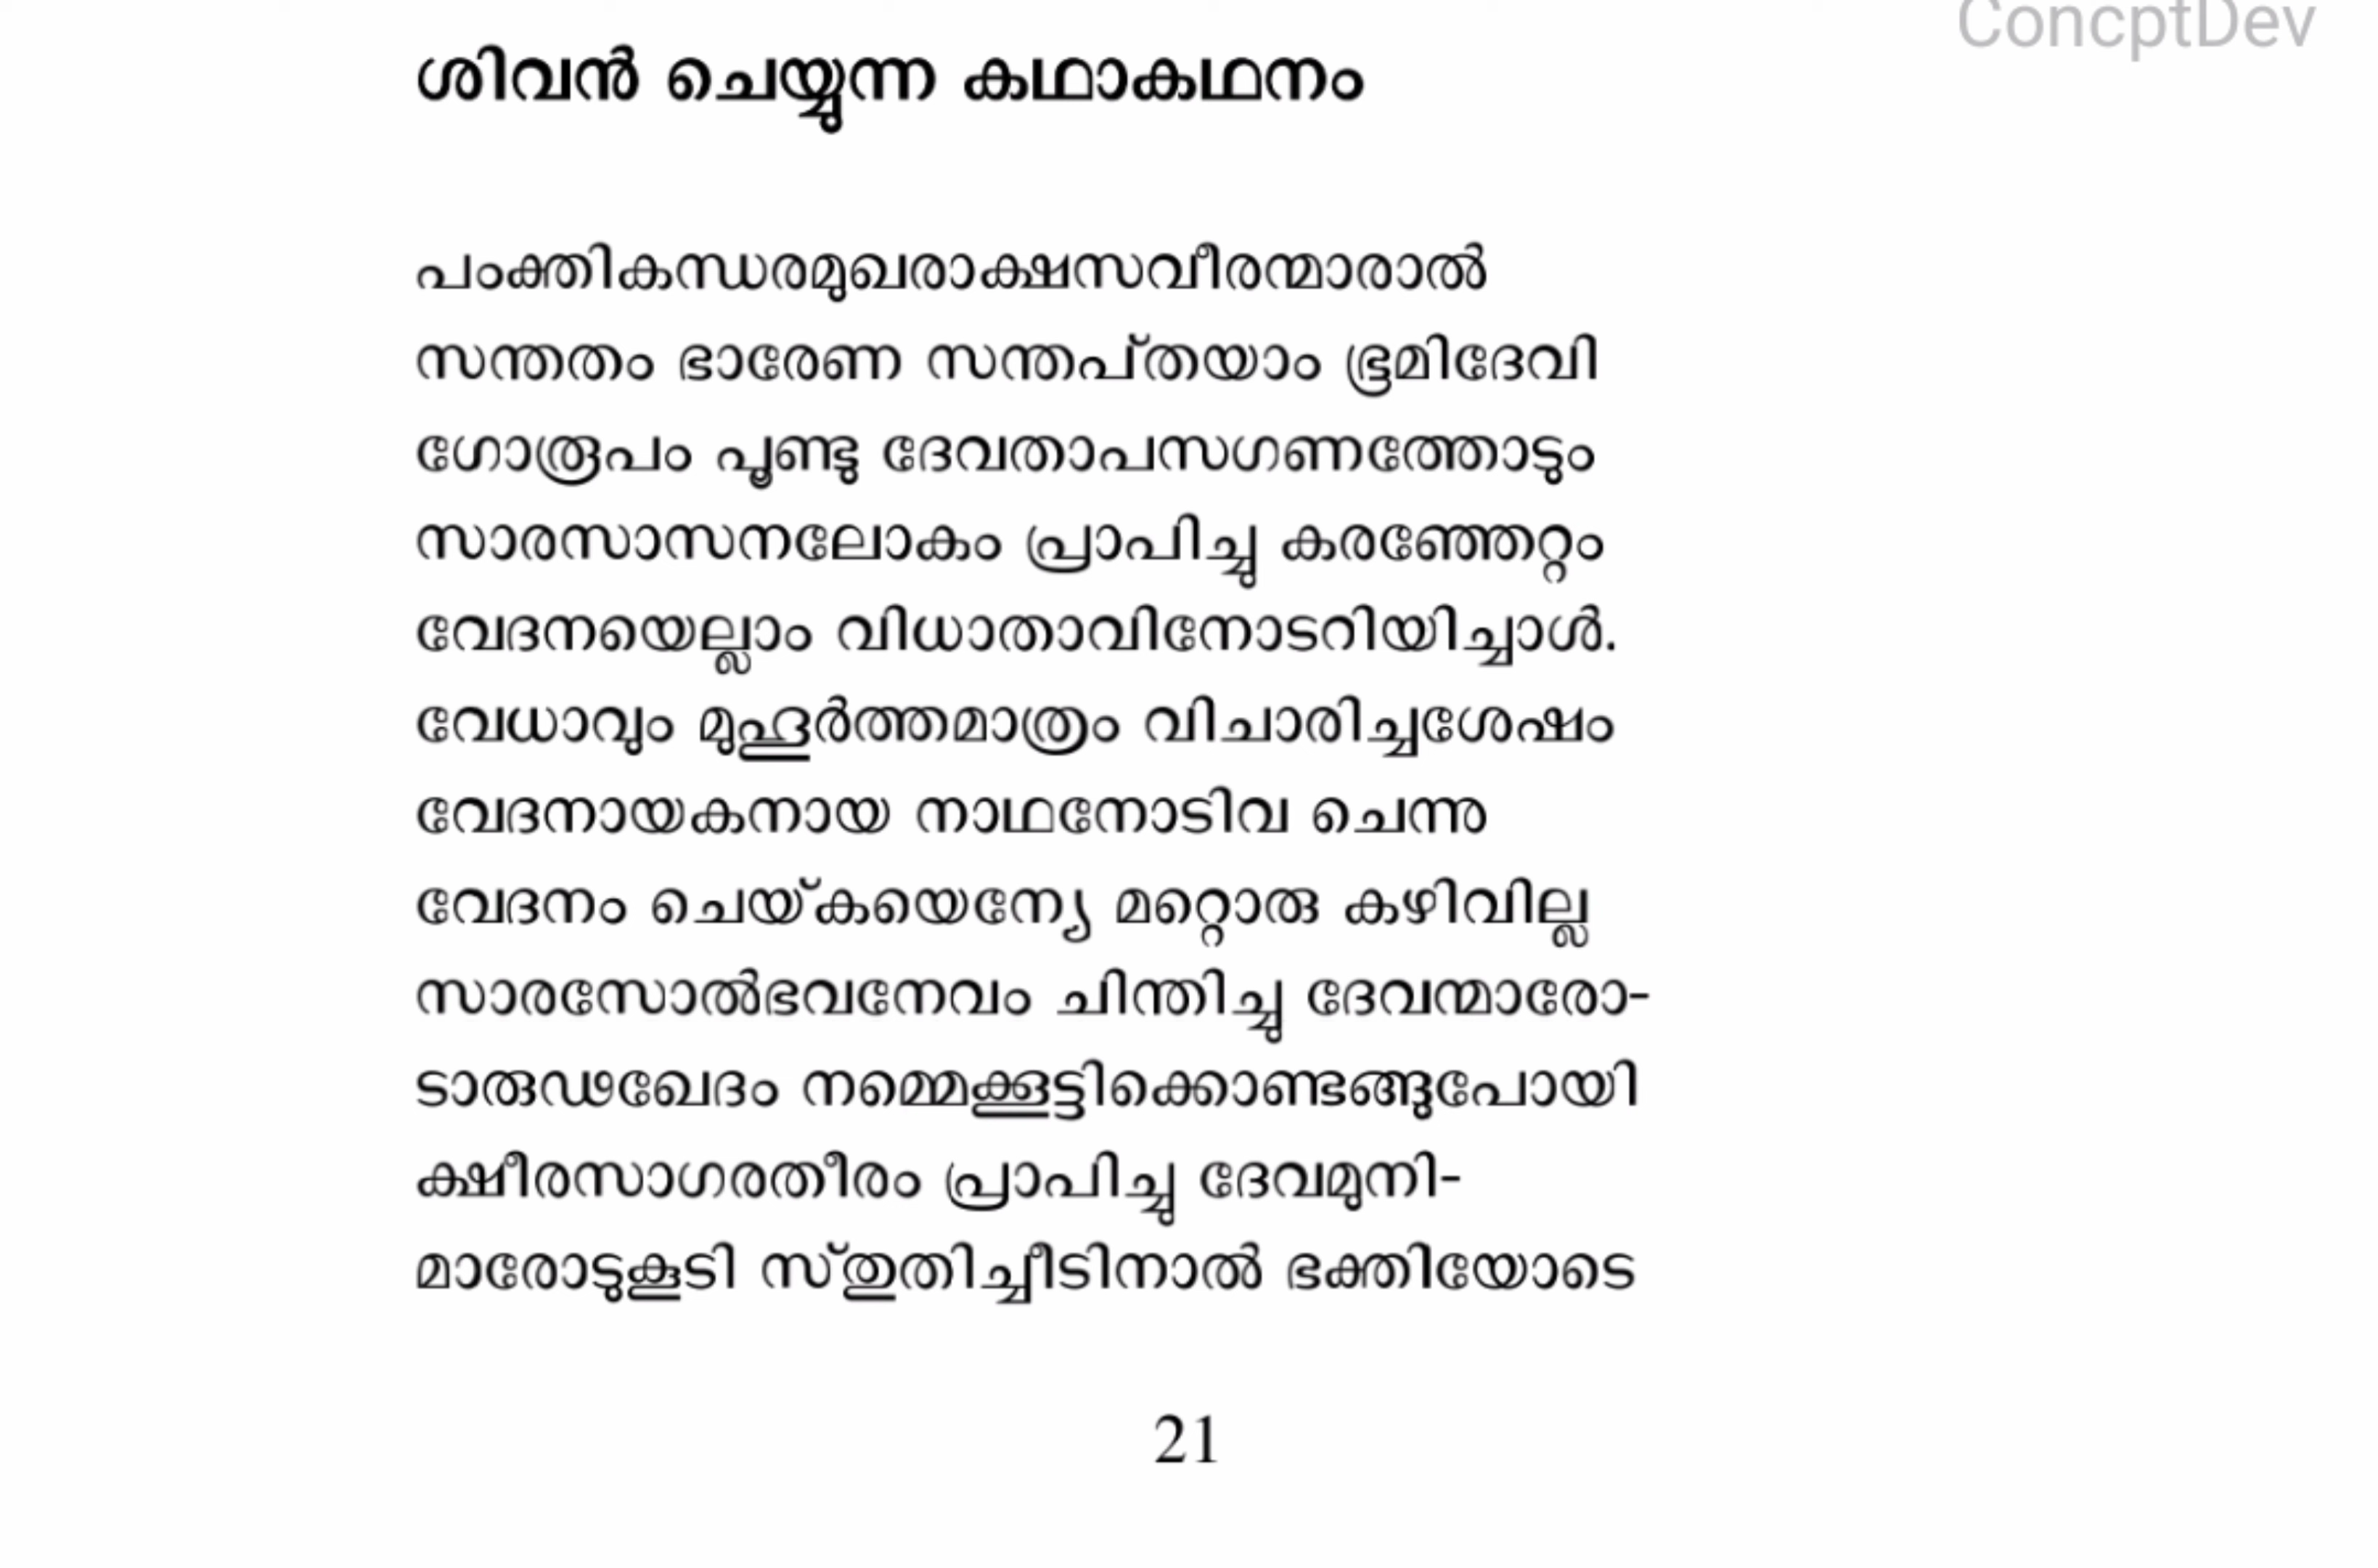 ConcptDev
ശിവൻ ചെയ്യുന്ന കഥാകഥനം
പംക്തികന്ധരമുഖരാക്ഷസവീരന്മാരാൽ
സന്തതം ഭാരേണ സന്തപ്തയാം ഭൂമിദേവി
ഗോരൂപം പൂണ്ടു ദേവതാപസഗണത്തോടും
സാരസാസനലോകം പ്രാപിച്ചു കരഞ്ഞേറ്റം
വേദനയെല്ലാം വിധാതാവിനോടറിയിച്ചാൾ.
വേധാവും മുഹൂർത്തമാത്രം വിചാരിച്ചശേഷം
വേദനായകനായ നാഥനോടിവ ചെന്നു
വേദനം ചെയ്കയെന്യേ മറ്റൊരു കഴിവില്ല
സാരസോൽഭവനേവം ചിന്തിച്ചു ദേവന്മാരോ-
ടാരുഢഖേദം നമ്മെക്കൂട്ടിക്കൊണ്ടങ്ങുപോയി
ക്ഷീരസാഗരതീരം പ്രാപിച്ചു ദേവമുനി-
മാരോടുകൂടി സ്തുതിച്ചീടിനാൽ ഭക്തിയോടെ
21